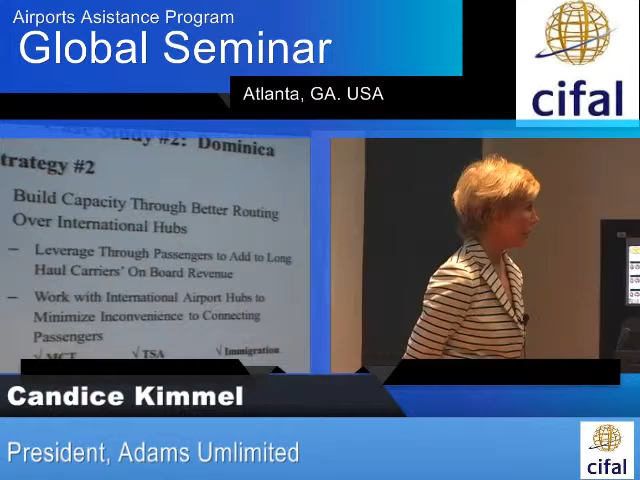 Airports Asistance Program
Global Seminar
Atlanta, GA. USA
cifal
Case Study #2: Dominica
trategy #2
Build Capacity Through Better Routing
Over International Hubs
– Leverage Through Passengers to Add to Long
Haul Carriers' On Board Revenue
– Work with International Airport Hubs to
Minimize Inconvenience to Connecting
Passengers
√ MCT √ TSA √ Immigration
Candice Kimmel
President, Adams Umlimited
cifal